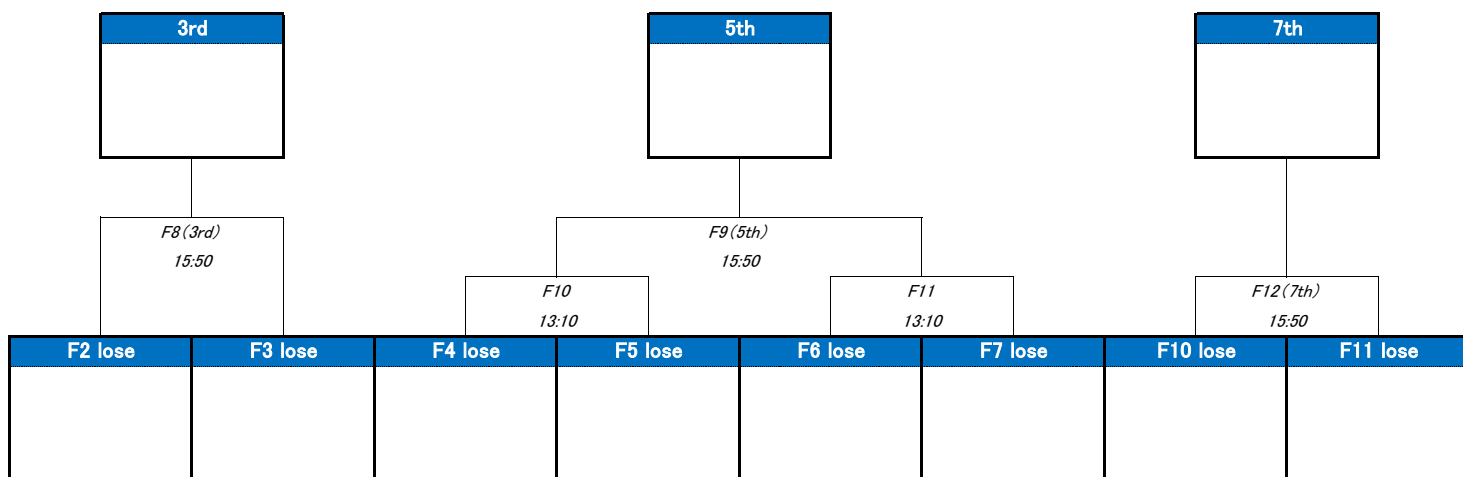 3rd 5th 7th
F8(3rd) F9(5th)
15:50 15:50
F10 F11 F12(7th)
13:10 13:10 15:50
F2 lose F3 lose F4 lose F5 lose F6 lose F7 lose F10 lose F11 lose